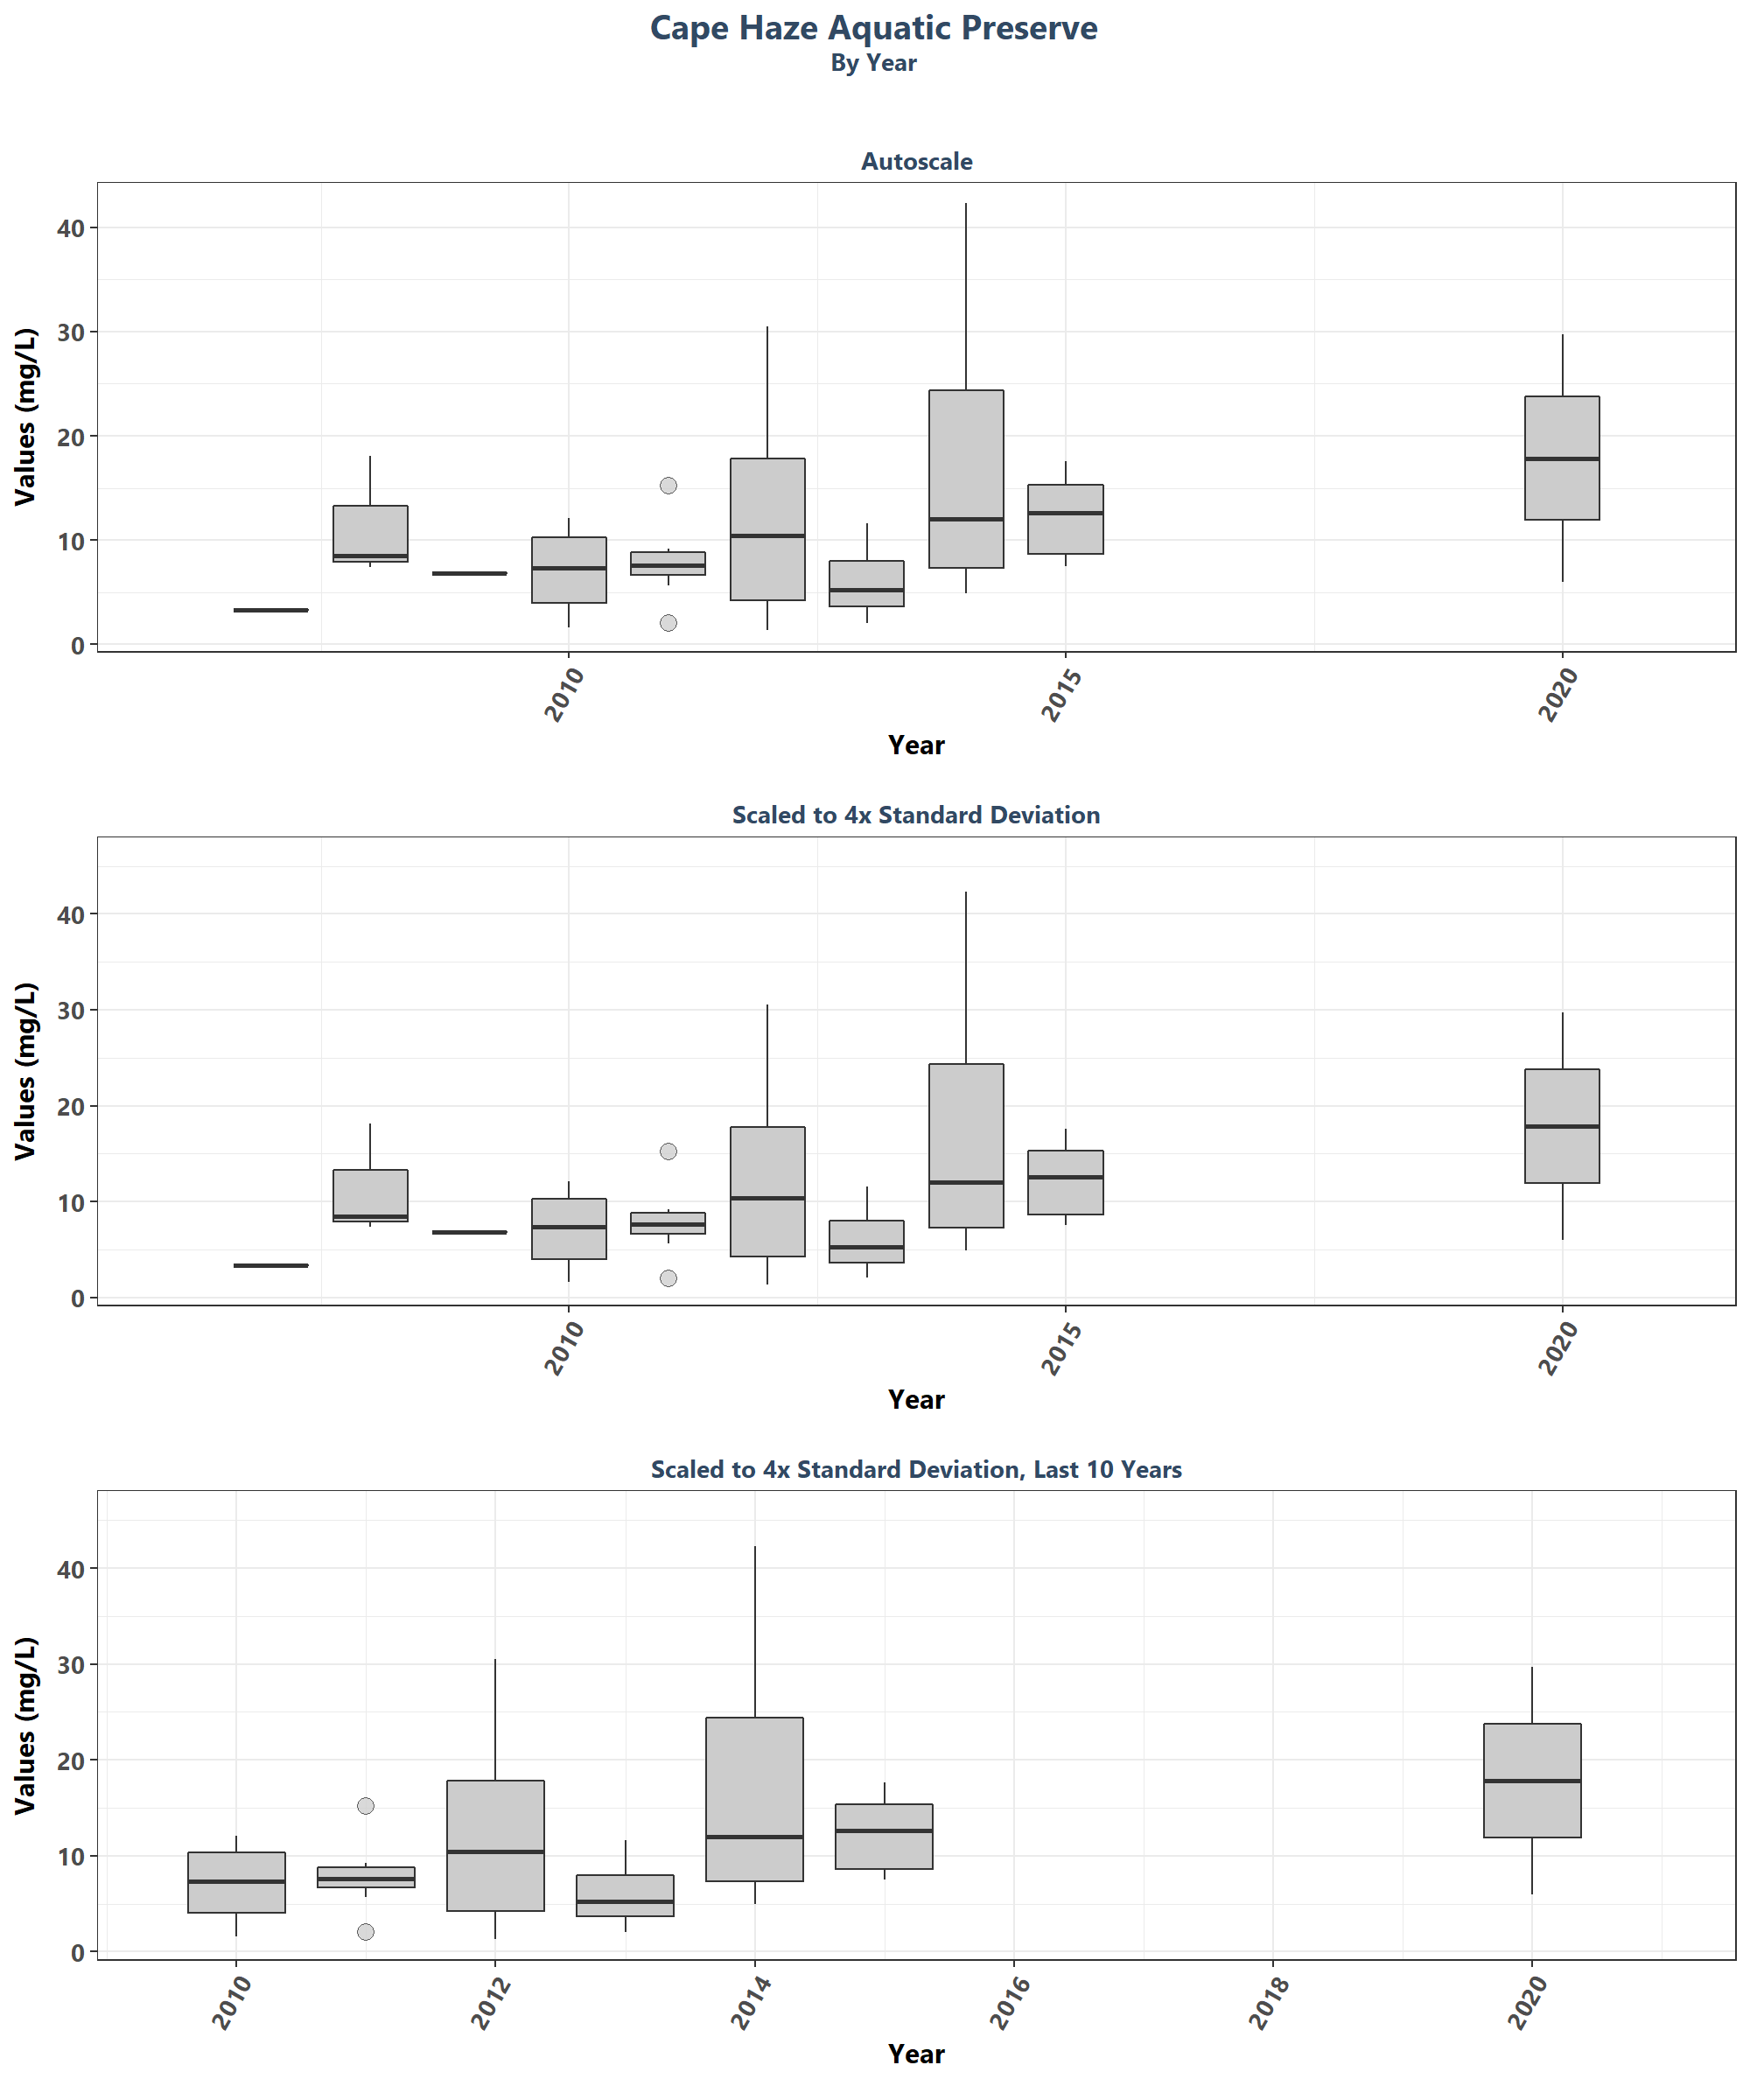 Cape Haze Aquatic Preserve
By Year
Autoscale
Values (mg/L)
40
30
20
10
0
2010
2015
2020
Year
Scaled to 4x Standard Deviation
Values (mg/L)
40
30
20
10
0
2010
2015
2020
Year
Scaled to 4x Standard Deviation, Last 10 Years
Values (mg/L)
40
30
20
10
0
2010
2012
2014
2016
2018
2020
Year